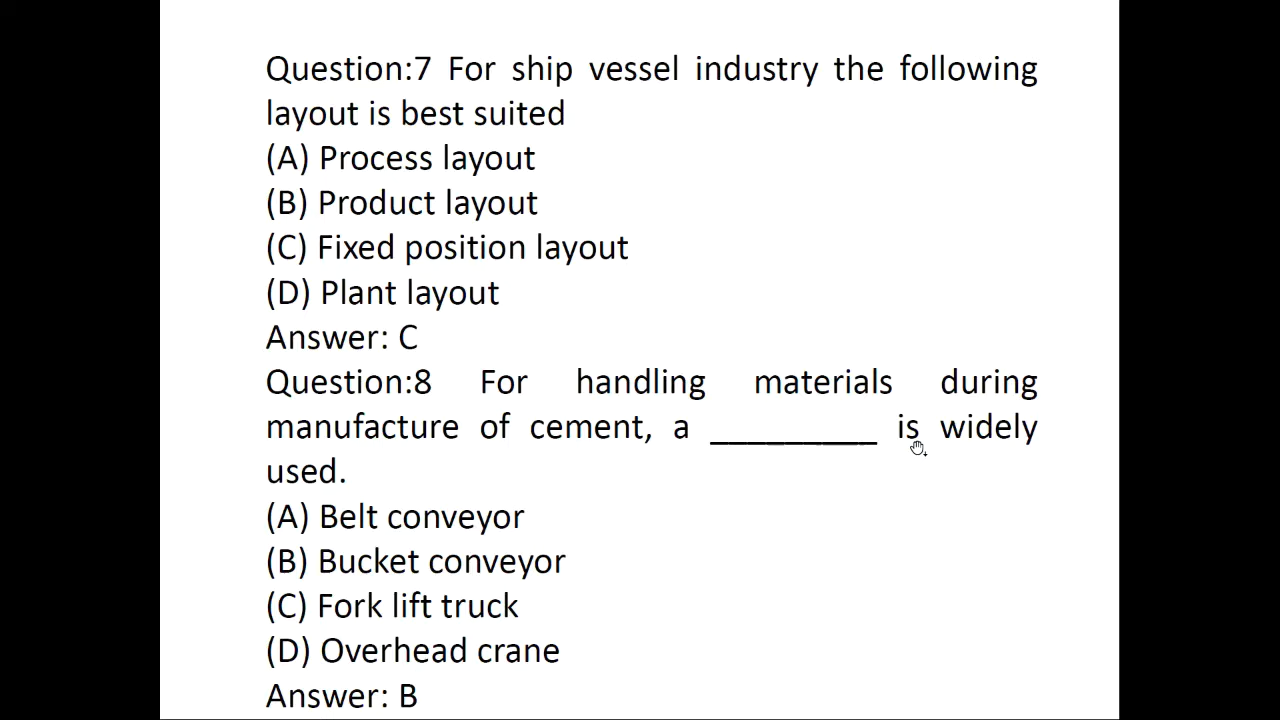 Question:7 For ship vessel industry the following
layout is best suited
(A) Process layout
(B) Product layout
(C) Fixed position layout
(D) Plant layout
Answer: C
Question:8 For handling materials during
manufacture of cement, a _________ is widely
used.
(A) Belt conveyor
(B) Bucket conveyor
(C) Fork lift truck
(D) Overhead crane
Answer: B